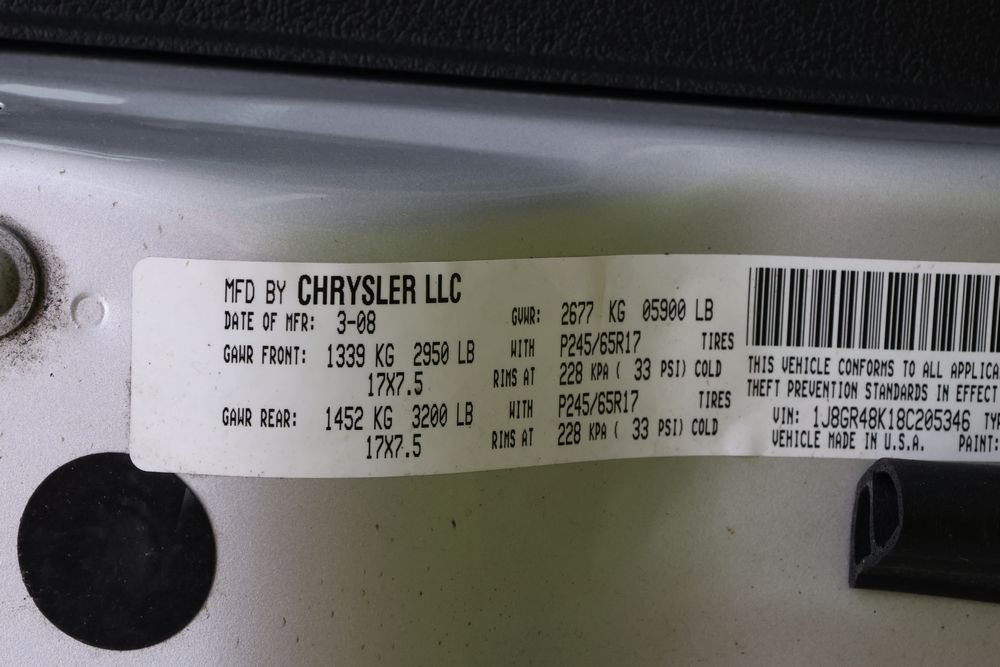 MFD BY CHRYSLER LLC
DATE OF MFR: 3-08 GVWR: 2677 KG 05900 LB
GAWR FRONT: 1339 KG 2950 LB WITH P245/65R17 TIRES
17X7.5 RIMS AT 228 KPA ( 33 PSI) COLD
GAWR REAR: 1452 KG 3200 LB WITH P245/65R17 TIRES
17X7.5 RIMS AT 228 KPA ( 33 PSI) COLD
THIS VEHICLE CONFORMS TO ALL APPLICA
THEFT PREVENTION STANDARDS IN EFFECT
VIN: 1J8GR48K18C205346 TYP
VEHICLE MADE IN U.S.A. PAINT: